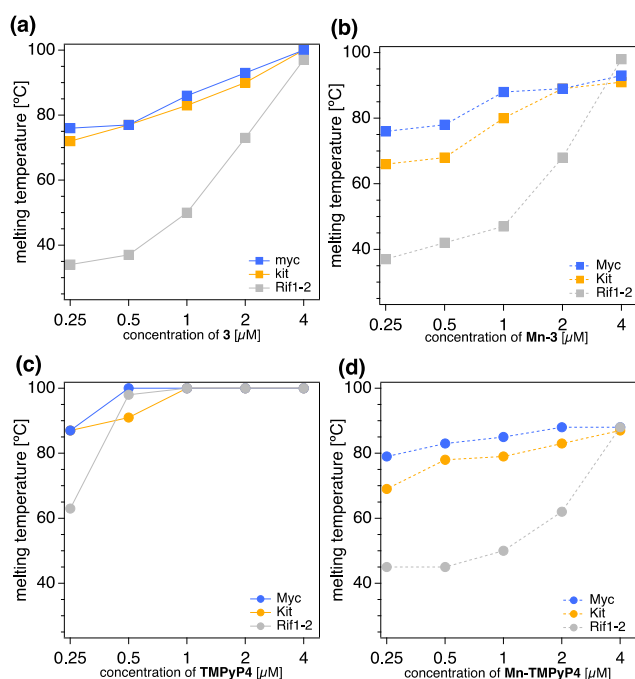 (a)
100
80
60
40
melting temperature [ºC]
myc
kit
Rif1-2
0.25 0.5 1 2 4
concentration of 3 [µM]
(b)
100
80
60
40
melting temperature [ºC]
Myc
Kit
Rif1-2
0.25 0.5 1 2 4
concentration of Mn-3 [µM]
(c)
100
80
60
40
melting temperature [ºC]
Myc
Kit
Rif1-2
0.25 0.5 1 2 4
concentration of TMPyP4 [µM]
(d)
100
80
60
40
melting temperature [ºC]
Myc
Kit
Rif1-2
0.25 0.5 1 2 4
concentration of Mn-TMPyP4 [µM]